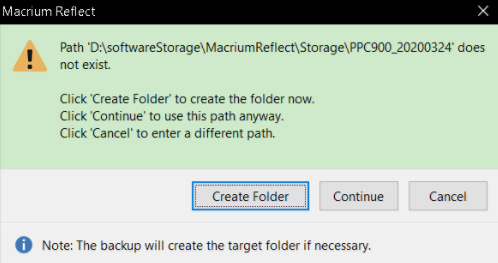 Macrium Reflect
Path 'D:\softwareStorage\MacriumReflect\Storage\PPC900_20200324' does
not exist.
Click 'Create Folder' to create the folder now.
Click 'Continue' to use this path anyway.
Click 'Cancel' to enter a different path.
Create Folder Continue Cancel
Note: The backup will create the target folder if necessary.